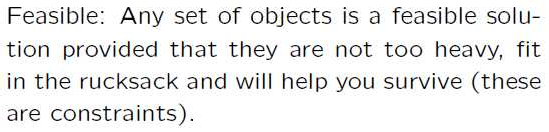 Feasible: Any set of objects is a feasible solu-
tion provided that they are not too heavy, fit
in the rucksack and will help you survive (these
are constraints).